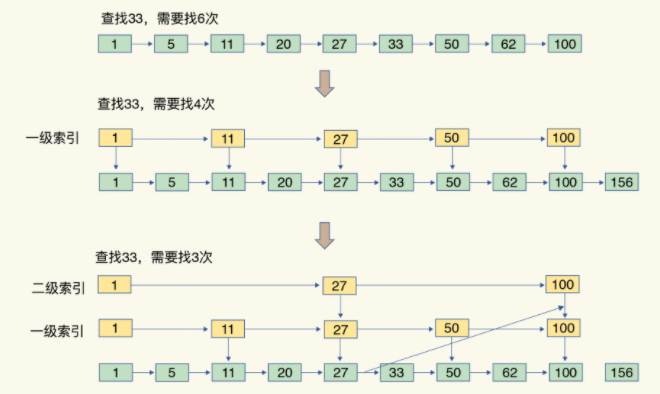 查找33，需要找6次
1 5 11 20 27 33 50 62 100
查找33，需要找4次
一级索引 1 11 27 50 100
1 5 11 20 27 33 50 62 100 156
查找33，需要找3次
二级索引 1 27 100
一级索引 1 11 27 50 100
1 5 11 20 27 33 50 62 100 156